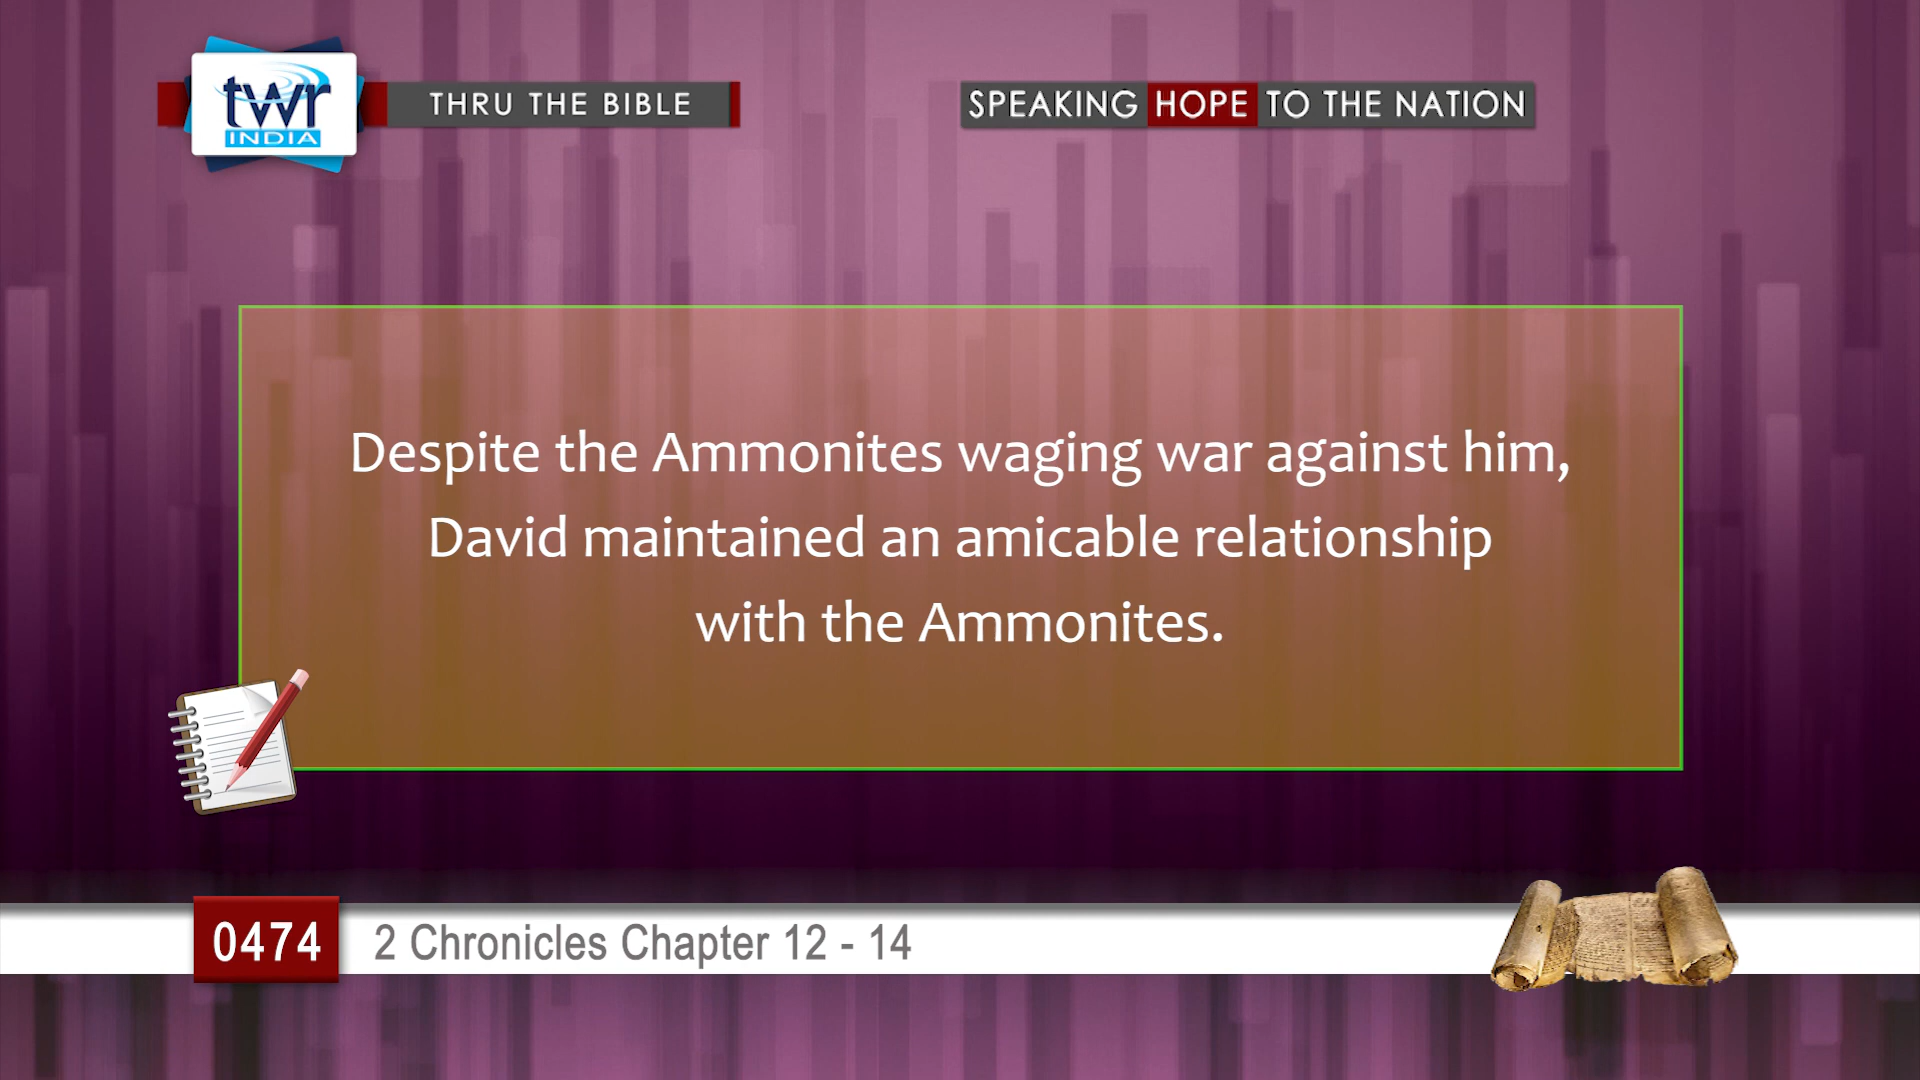 twr
INDIA
THRU THE BIBLE
SPEAKING HOPE TO THE NATION
Despite the Ammonites waging war against him,
David maintained an amicable relationship
with the Ammonites.
0474
2 Chronicles Chapter 12 - 14